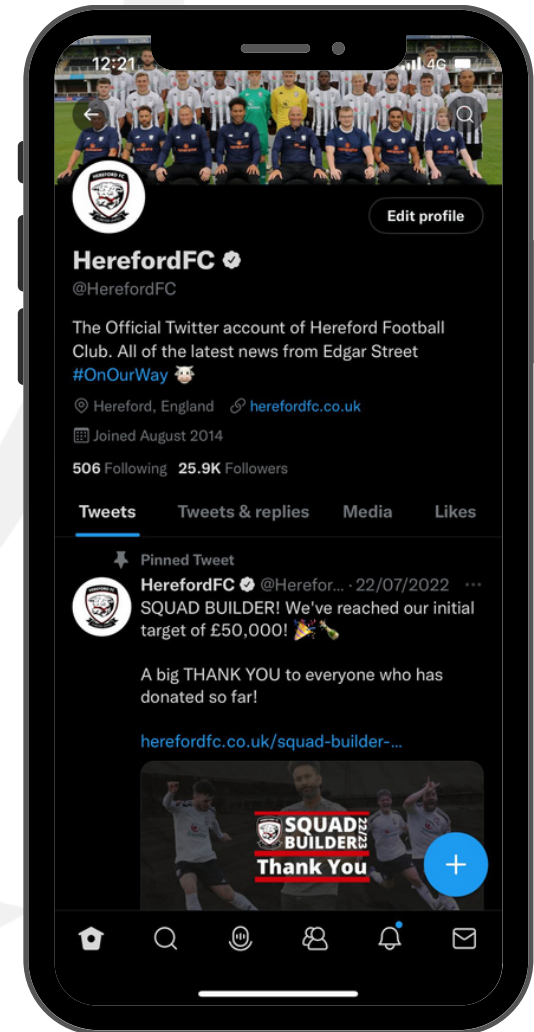 12:21
4G
HEREFORD FC
Edit profile
HerefordFC
@HerefordFC
The Official Twitter account of Hereford Football
Club. All of the latest news from Edgar Street
#OnOurWay 🐮
Hereford, England herefordfc.co.uk
Joined August 2014
506 Following 25.9K Followers
Tweets Tweets & replies Media Likes
Pinned Tweet
HerefordFC @Herefor... · 22/07/2022 ...
SQUAD BUILDER! We've reached our initial
target of £50,000! 🎉🍾
A big THANK YOU to everyone who has
donated so far!
herefordfc.co.uk/squad-builder-...
SQUAD
BUILDER 22/23
Thank You